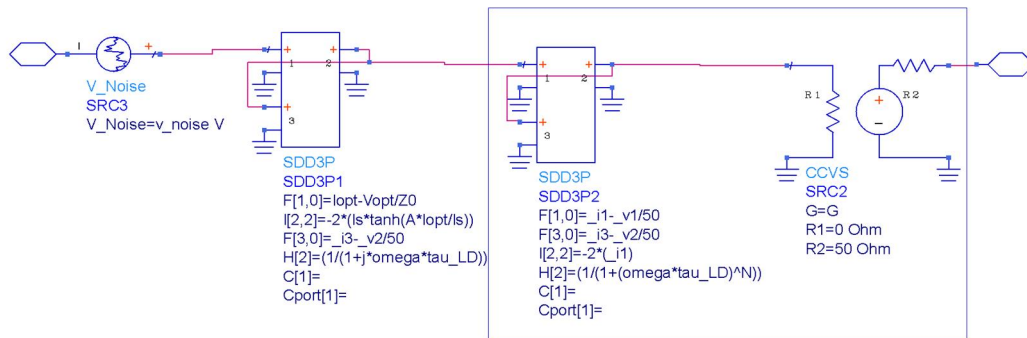 I
+
V_Noise
SRC3
V_Noise=v_noise V
+
+
1
2
+
3
SDD3P
SDD3P1
F[1,0]=Iopt-Vopt/Z0
I[2,2]=-2*(Is*tanh(A*Iopt/Is))
F[3,0]=_i3-_v2/50
H[2]=(1/(1+j*omega*tau_LD))
C[1]=
Cport[1]=
+
+
1
2
+
3
SDD3P
SDD3P2
F[1,0]=_i1-_v1/50
F[3,0]=_i3-_v2/50
I[2,2]=-2*(_i1)
H[2]=(1/(1+(omega*tau_LD)^N))
C[1]=
Cport[1]=
R1
+
−
R2
CCVS
SRC2
G=G
R1=0 Ohm
R2=50 Ohm